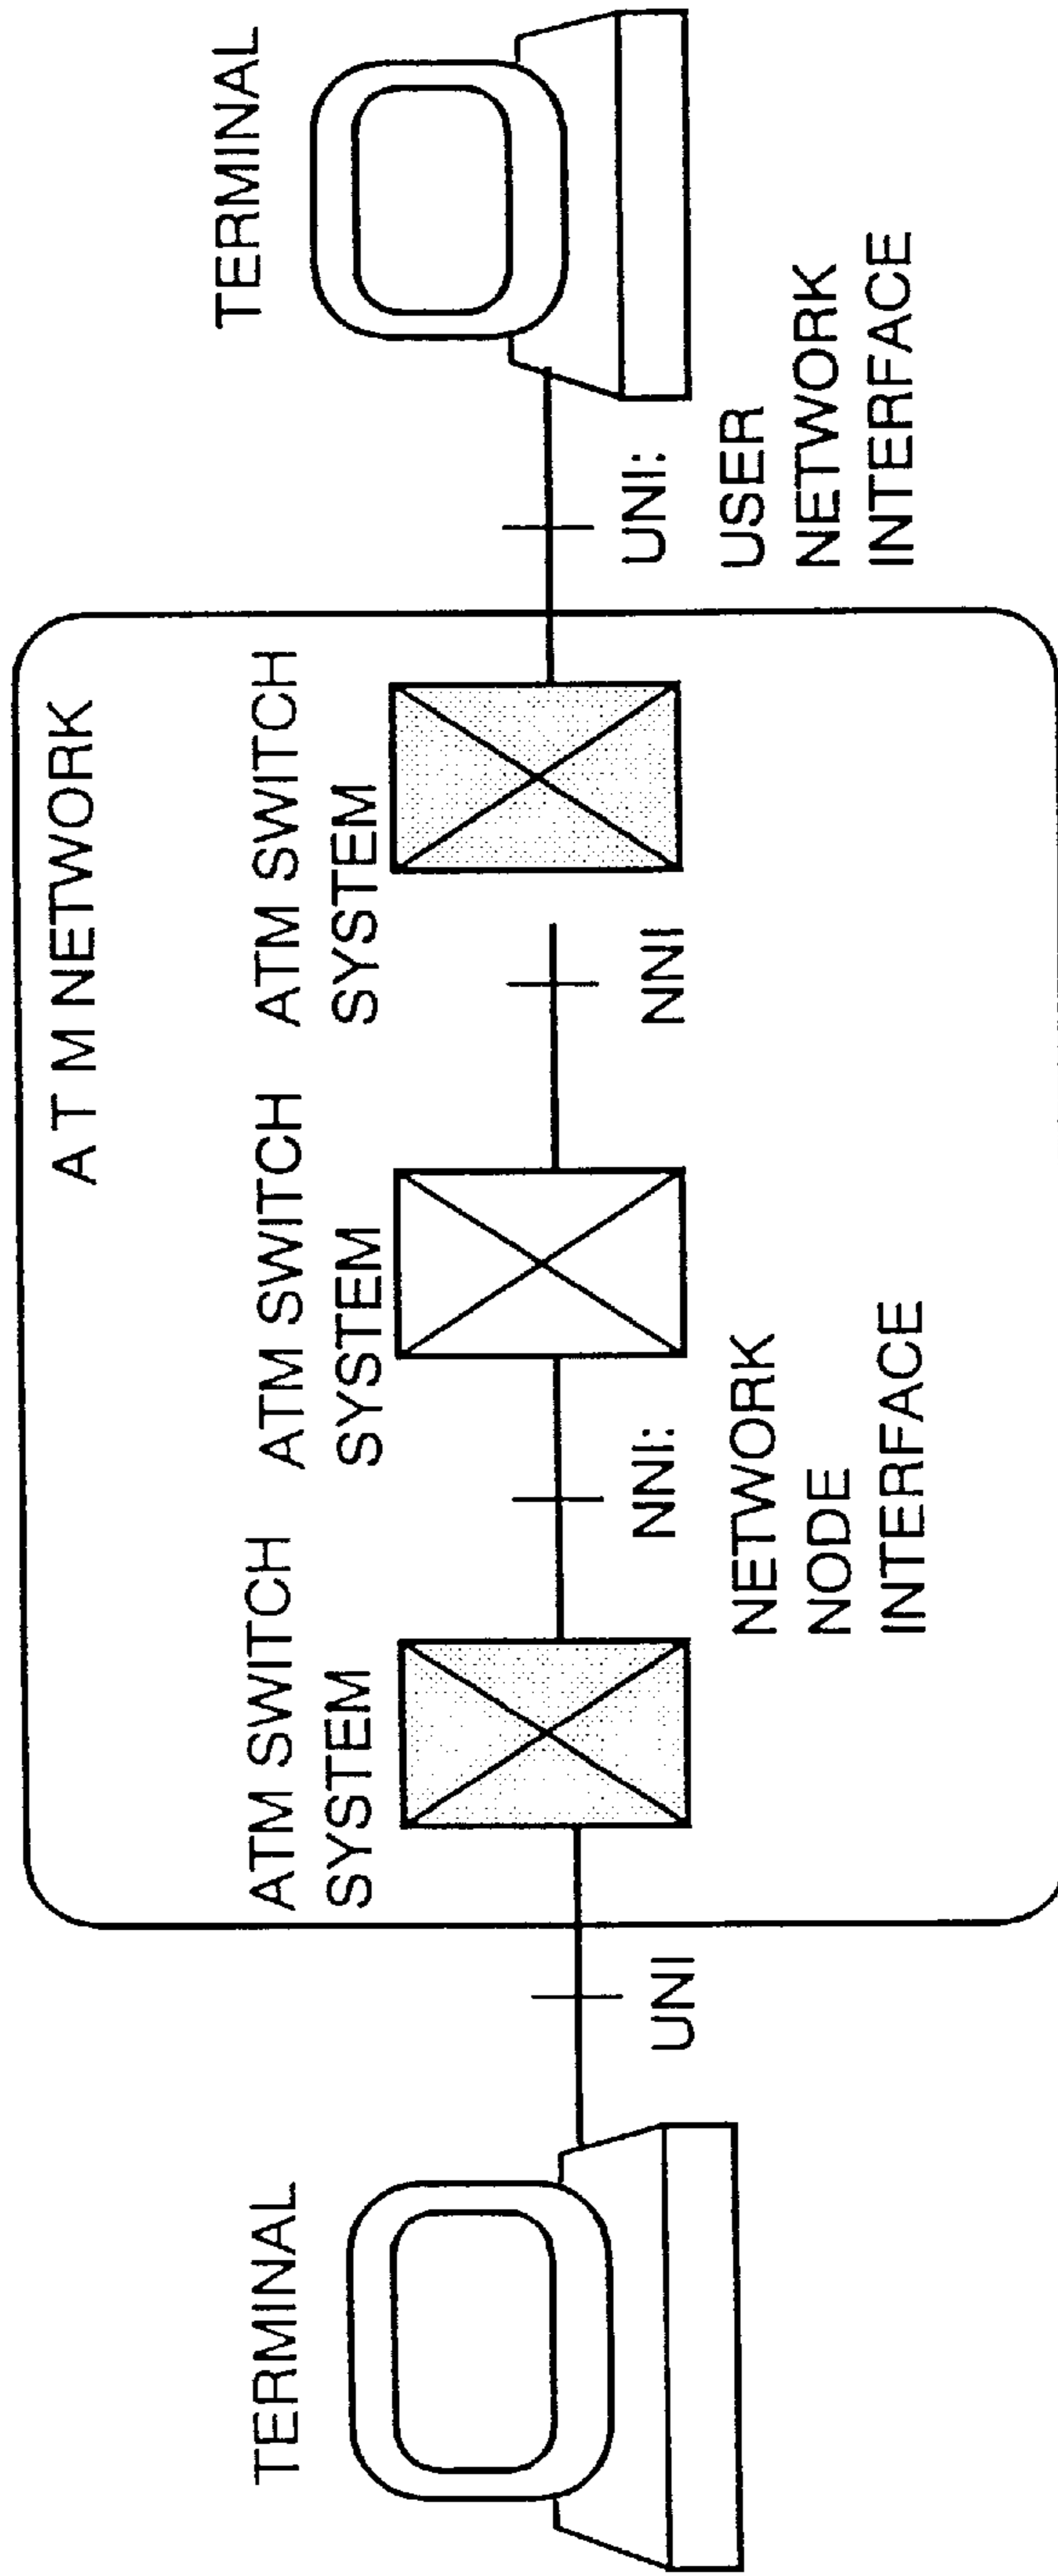 A T M NETWORK
TERMINAL
ATM SWITCH
SYSTEM
ATM SWITCH
SYSTEM
ATM SWITCH
SYSTEM
TERMINAL
UNI
NNI:
NETWORK
NODE
INTERFACE
NNI
UNI:
USER
NETWORK
INTERFACE